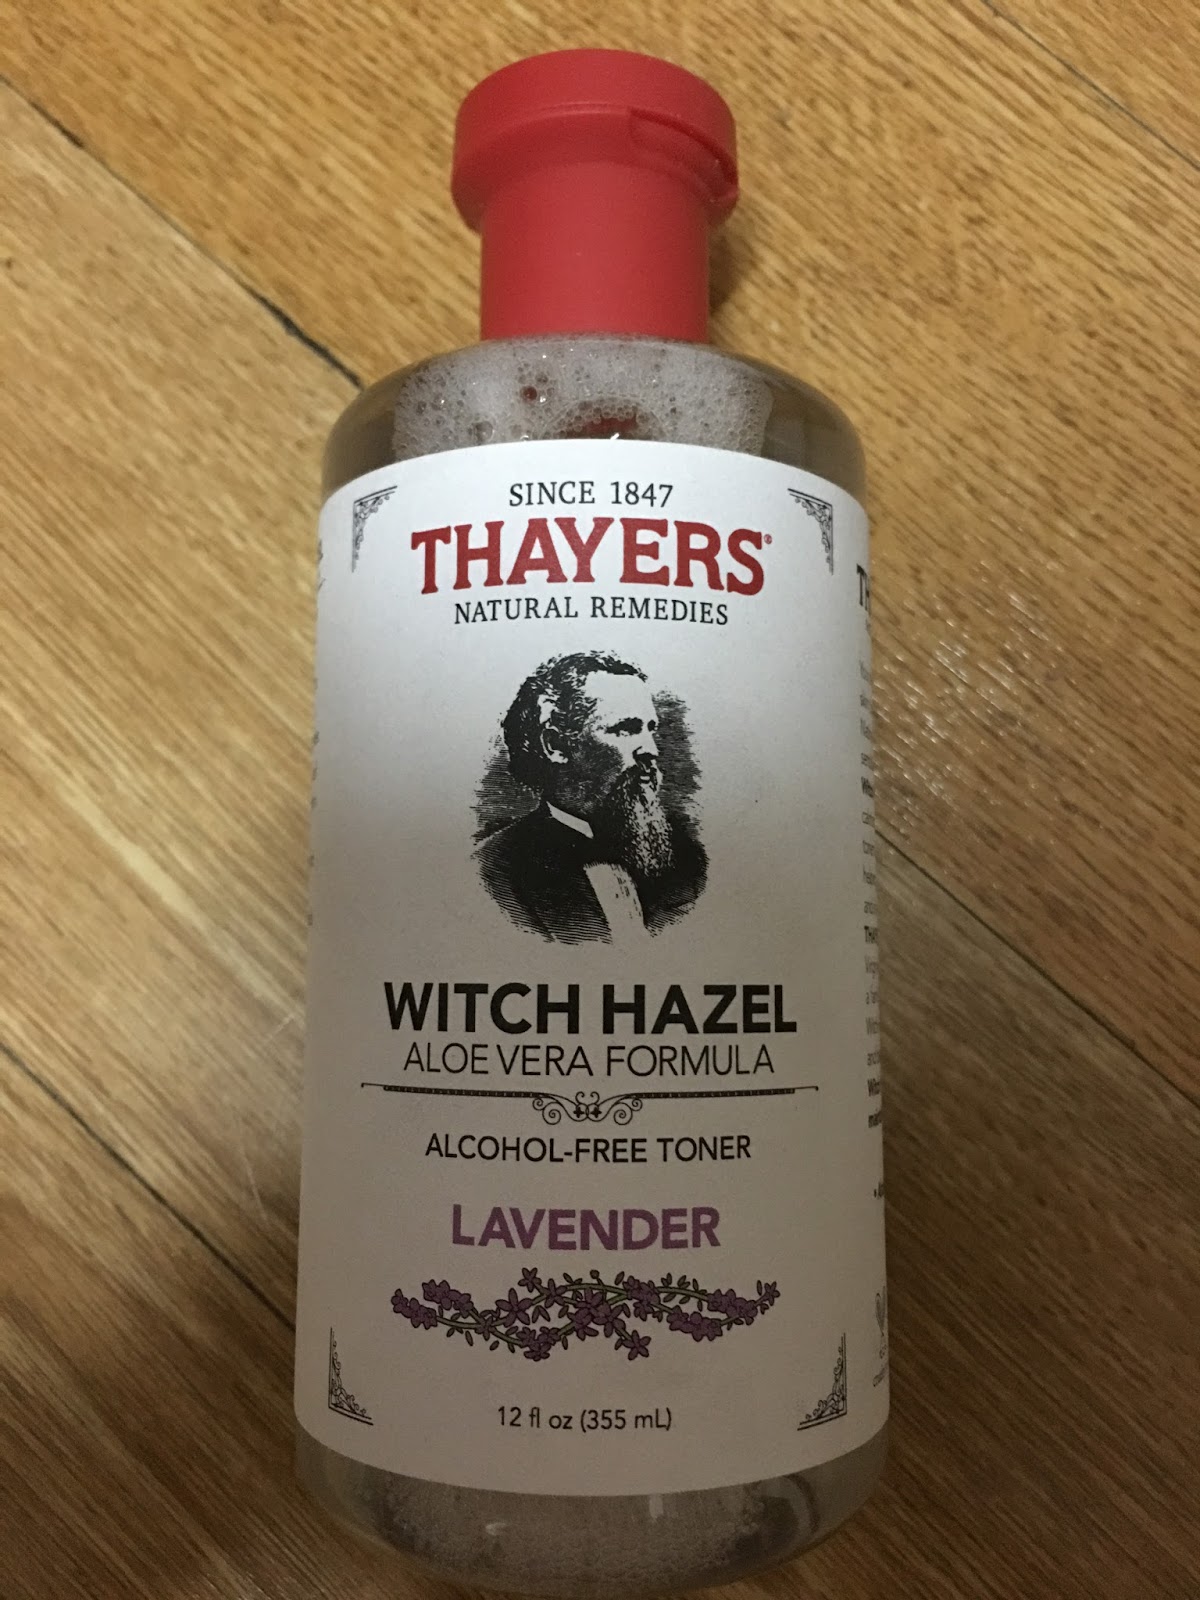 SINCE 1847
THAYERS®
NATURAL REMEDIES
WITCH HAZEL
ALOE VERA FORMULA
ALCOHOL-FREE TONER
LAVENDER
12 fl oz (355 mL)